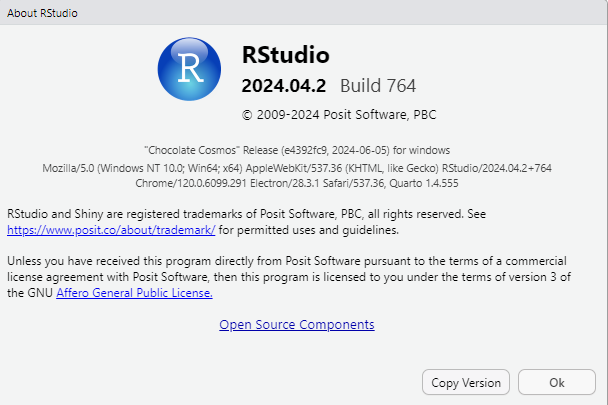 About RStudio
R
RStudio
2024.04.2 Build 764
© 2009-2024 Posit Software, PBC
"Chocolate Cosmos" Release (e4392fc9, 2024-06-05) for windows
Mozilla/5.0 (Windows NT 10.0; Win64; x64) AppleWebKit/537.36 (KHTML, like Gecko) RStudio/2024.04.2+764
Chrome/120.0.6099.291 Electron/28.3.1 Safari/537.36, Quarto 1.4.555
RStudio and Shiny are registered trademarks of Posit Software, PBC, all rights reserved. See
https://www.posit.co/about/trademark/ for permitted uses and guidelines.
Unless you have received this program directly from Posit Software pursuant to the terms of a commercial
license agreement with Posit Software, then this program is licensed to you under the terms of version 3 of
the GNU Affero General Public License.
Open Source Components
Copy Version
Ok